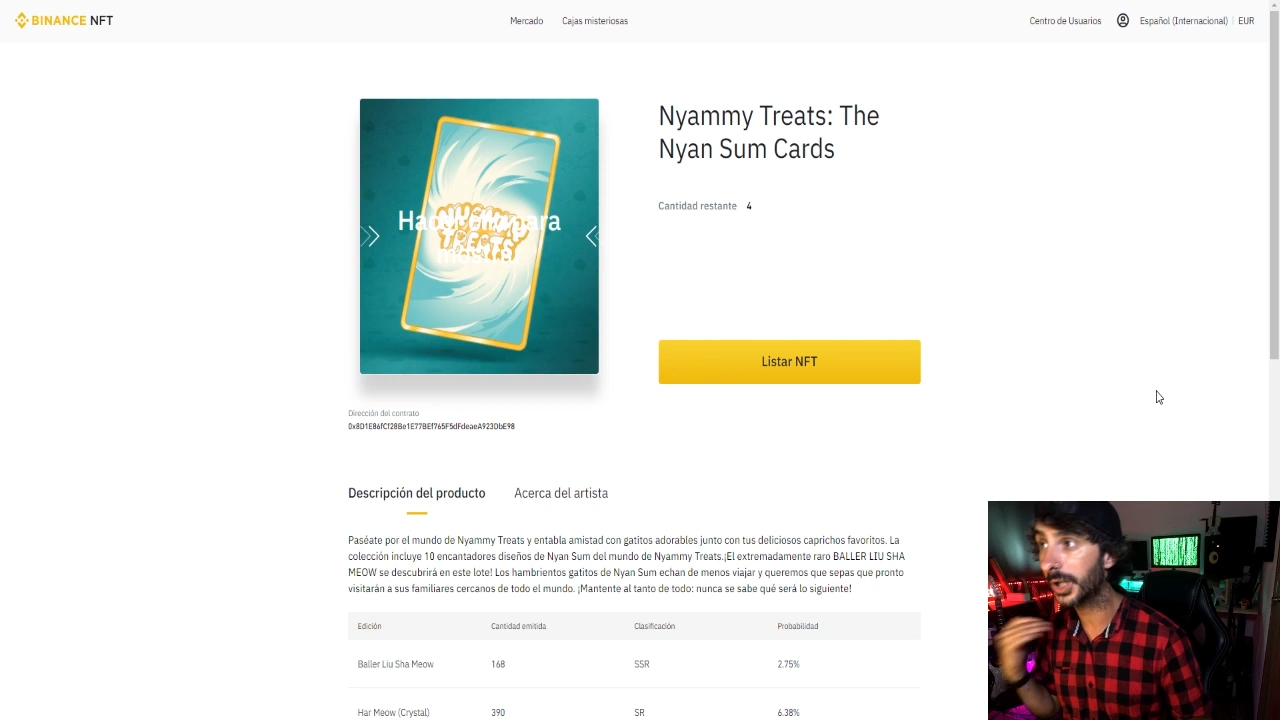 BINANCE NFT
Mercado
Cajas misteriosas
Centro de Usuarios
Español (Internacional) | EUR
Nyammy Treats: The
Nyan Sum Cards
Cantidad restante 4
NYAMMY
TREATS
Listar NFT
Dirección del contrato
0x8D1E86fCf28Be1E77BEf765F5dFdeaeA923DbE98
Descripción del producto
Acerca del artista
Paséate por el mundo de Nyammy Treats y entabla amistad con gatitos adorables junto con tus deliciosos caprichos favoritos. La
colección incluye 10 encantadores diseños de Nyan Sum del mundo de Nyammy Treats.¡El extremadamente raro BALLER LIU SHA
MEOW se descubrirá en este lote! Los hambrientos gatitos de Nyan Sum echan de menos viajar y queremos que sepas que pronto
visitarán a sus familiares cercanos de todo el mundo. ¡Mantente al tanto de todo: nunca se sabe qué será lo siguiente!
Edición Cantidad emitida Clasificación Probabilidad
Baller Liu Sha Meow 168 SSR 2.75%
Har Meow (Crystal) 390 SR 6.38%